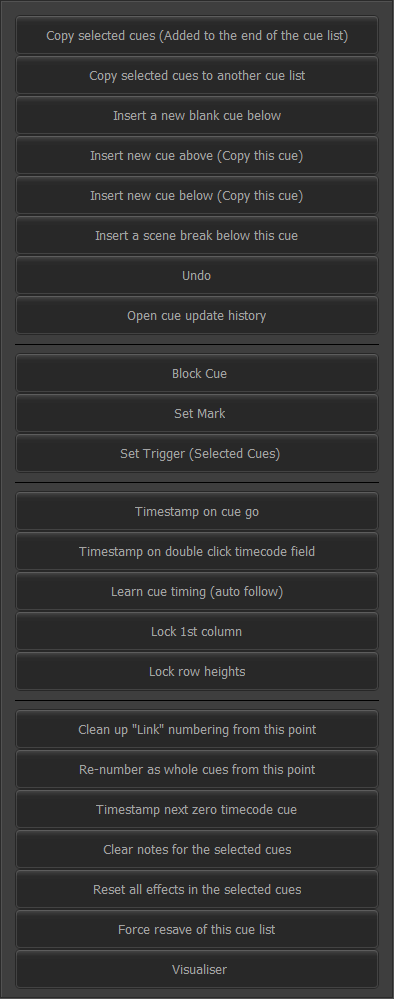 Copy selected cues (Added to the end of the cue list)
Copy selected cues to another cue list
Insert a new blank cue below
Insert new cue above (Copy this cue)
Insert new cue below (Copy this cue)
Insert a scene break below this cue
Undo
Open cue update history
Block Cue
Set Mark
Set Trigger (Selected Cues)
Timestamp on cue go
Timestamp on double click timecode field
Learn cue timing (auto follow)
Lock 1st column
Lock row heights
Clean up "Link" numbering from this point
Re-number as whole cues from this point
Timestamp next zero timecode cue
Clear notes for the selected cues
Reset all effects in the selected cues
Force resave of this cue list
Visualiser